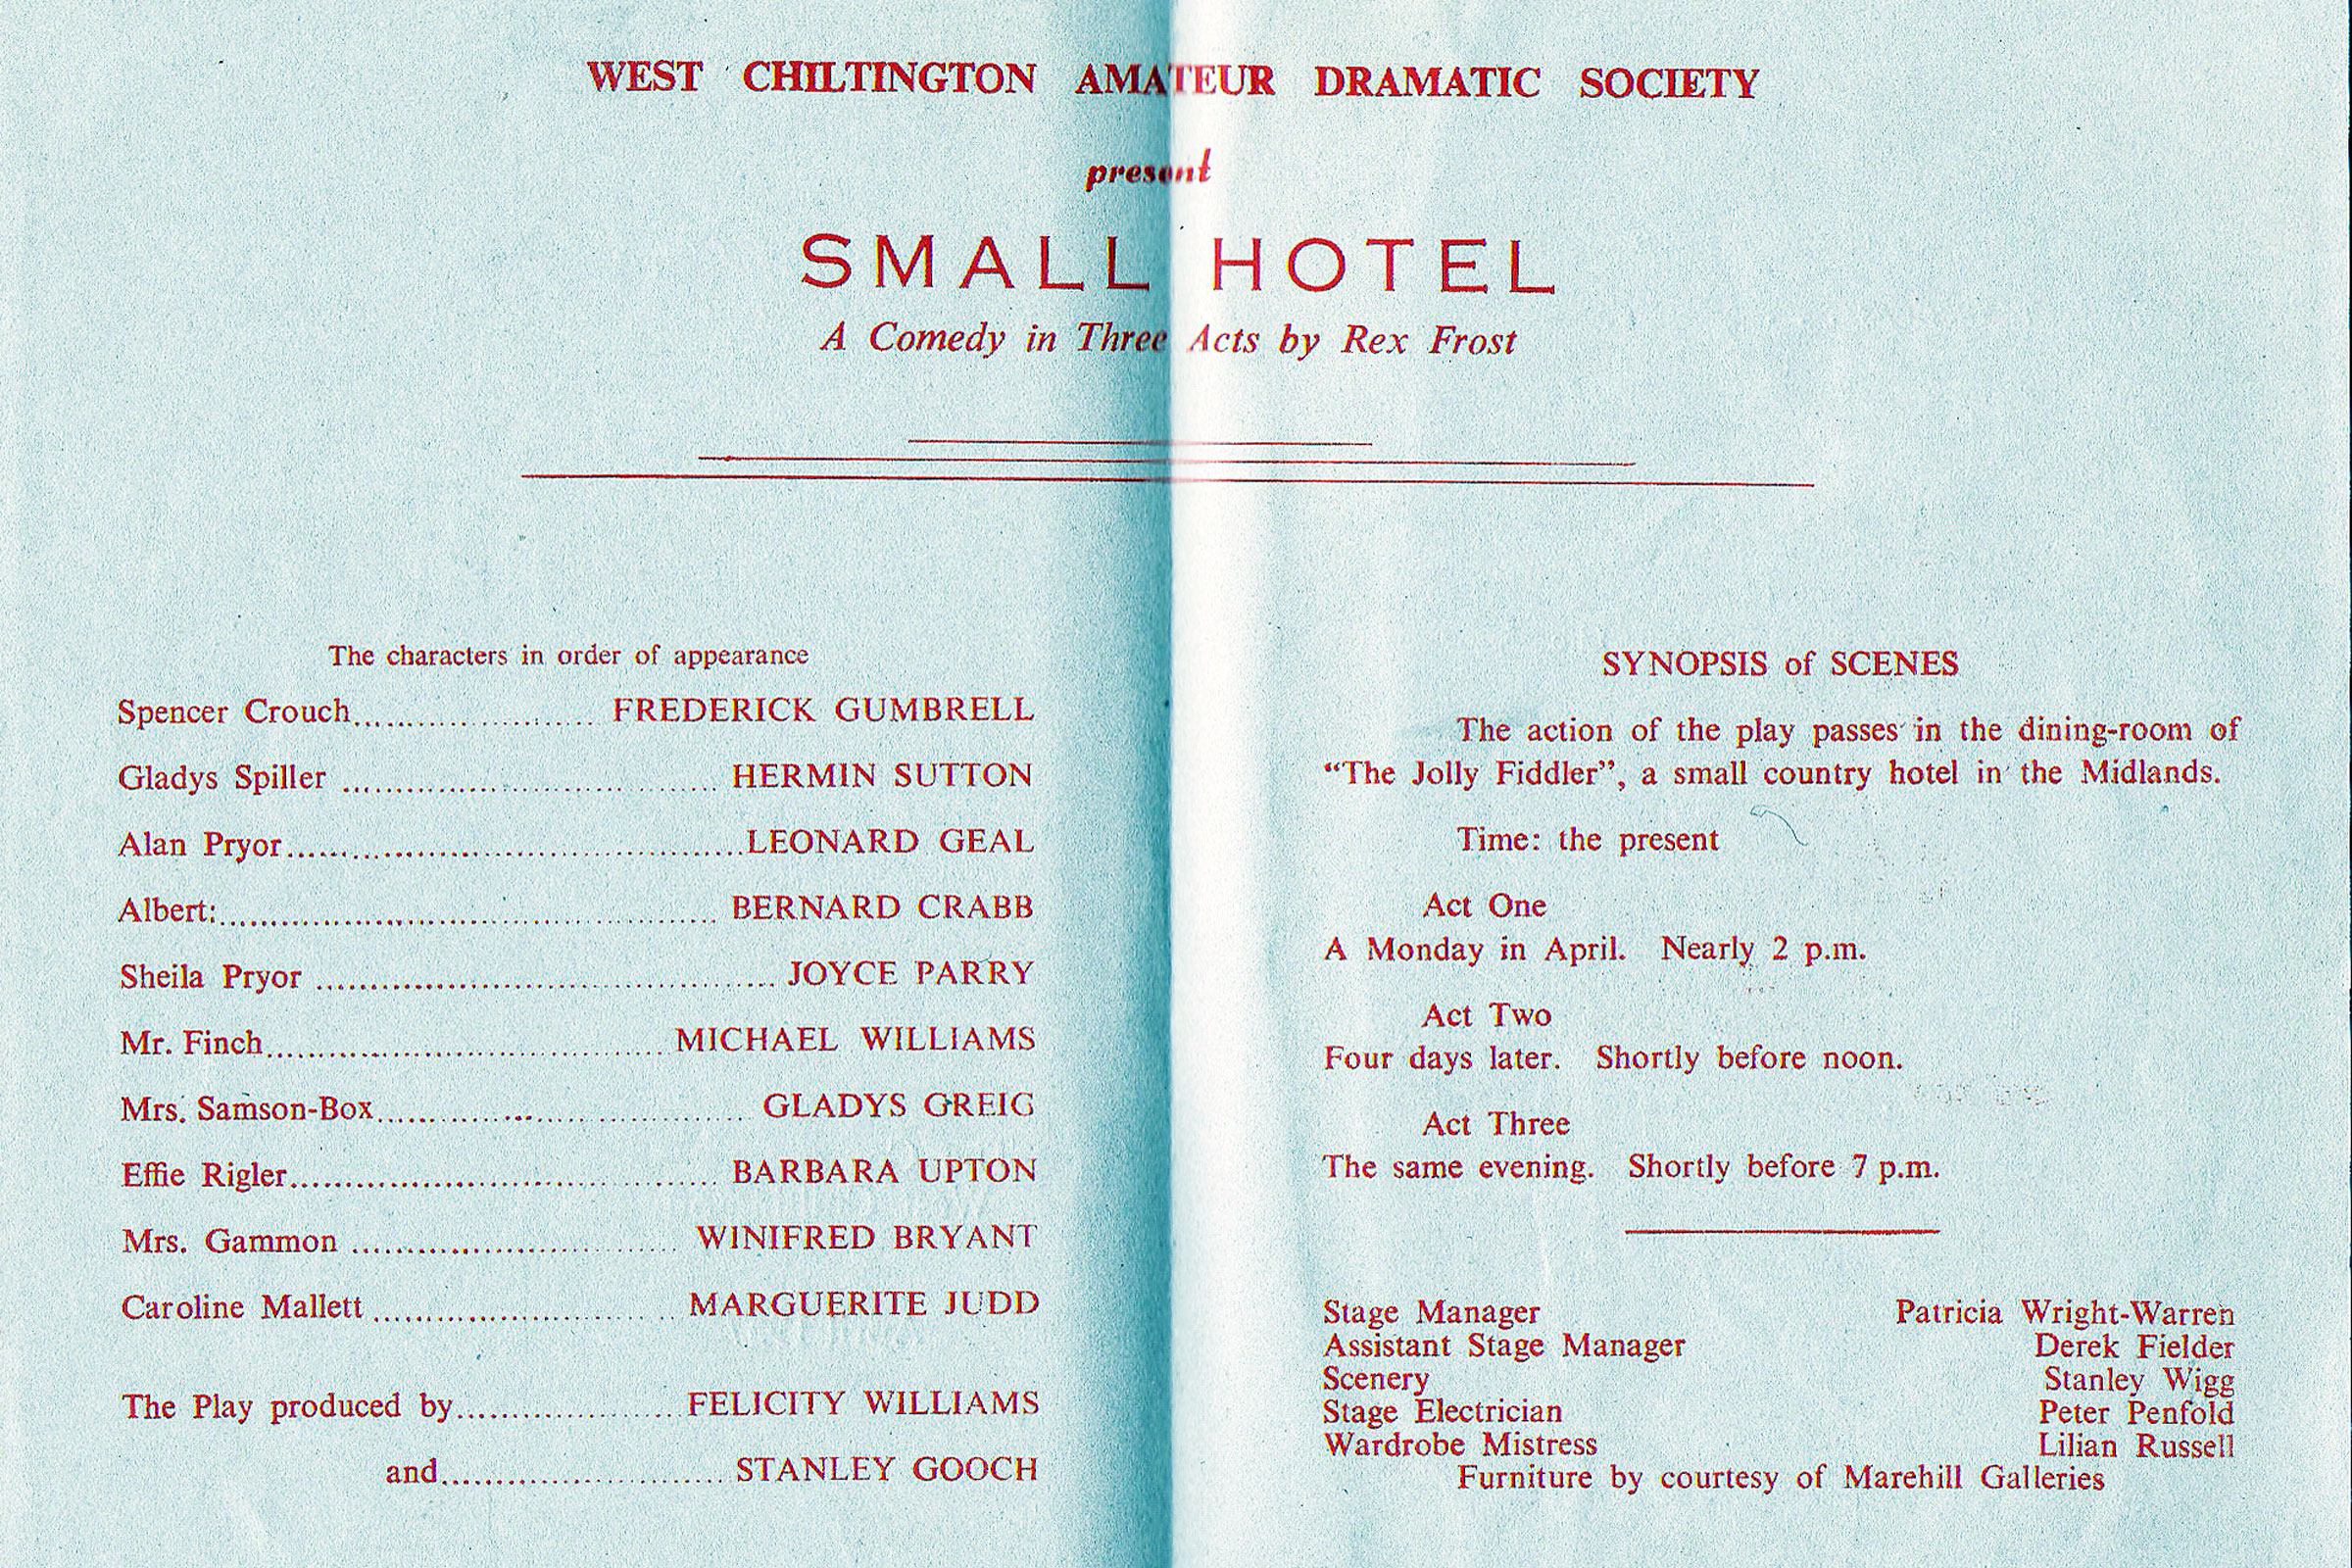 WEST CHILTINGTON AMATEUR DRAMATIC SOCIETY
present
SMALL HOTEL
A Comedy in Three Acts by Rex Frost
The characters in order of appearance
Spencer Crouch.................... FREDERICK GUMBRELL
Gladys Spiller .................... HERMIN SUTTON
Alan Pryor....................LEONARD GEAL
Albert:.................... BERNARD CRABB
Sheila Pryor .................... JOYCE PARRY
Mr. Finch....................MICHAEL WILLIAMS
Mrs. Samson-Box.................... GLADYS GREIG
Effie Rigler.................... BARBARA UPTON
Mrs. Gammon .................... WINIFRED BRYANT
Caroline Mallett .................... MARGUERITE JUDD
The Play produced by....................FELICITY WILLIAMS
and.................... STANLEY GOOCH
SYNOPSIS of SCENES
The action of the play passes in the dining-room of
“The Jolly Fiddler”, a small country hotel in the Midlands.
Time: the present
Act One
A Monday in April. Nearly 2 p.m.
Act Two
Four days later. Shortly before noon.
Act Three
The same evening. Shortly before 7 p.m.
Stage Manager Patricia Wright-Warren
Assistant Stage Manager Derek Fielder
Scenery Stanley Wigg
Stage Electrician Peter Penfold
Wardrobe Mistress Lilian Russell
Furniture by courtesy of Marehill Galleries